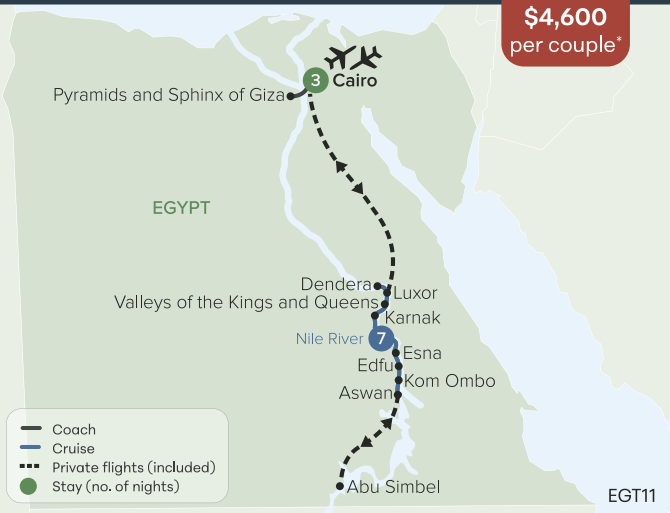 $4,600
per couple*
3 Cairo
Pyramids and Sphinx of Giza
EGYPT
Dendera
Luxor
Valleys of the Kings and Queens
Karnak
Nile River 7
Esna
Edfu
Kom Ombo
Aswan
Abu Simbel
Coach
Cruise
Private flights (included)
Stay (no. of nights)
EGT11